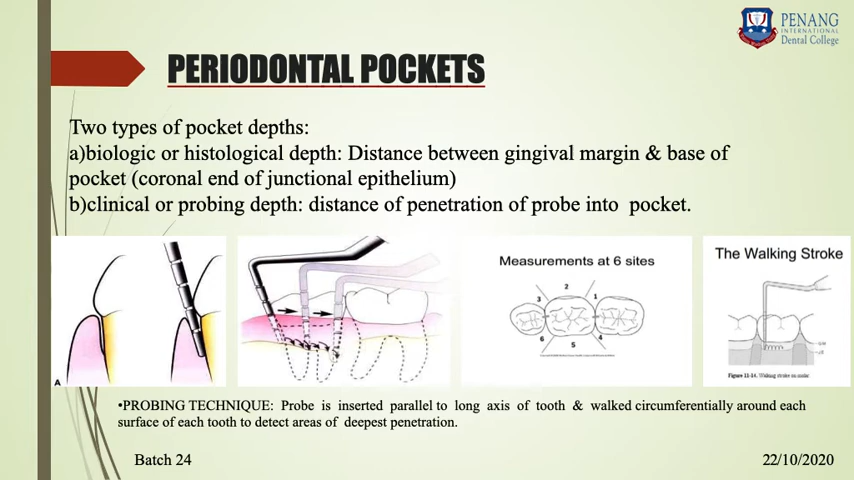 PENANG
INTERNATIONAL
Dental College
PERIODONTAL POCKETS
Two types of pocket depths:
a)biologic or histological depth: Distance between gingival margin & base of
pocket (coronal end of junctional epithelium)
b)clinical or probing depth: distance of penetration of probe into pocket.
A
Measurements at 6 sites
2
3
1
6
4
5
The Walking Stroke
Figure 11-14. Walking stroke in molar
•PROBING TECHNIQUE: Probe is inserted parallel to long axis of tooth & walked circumferentially around each
surface of each tooth to detect areas of deepest penetration.
Batch 24
22/10/2020